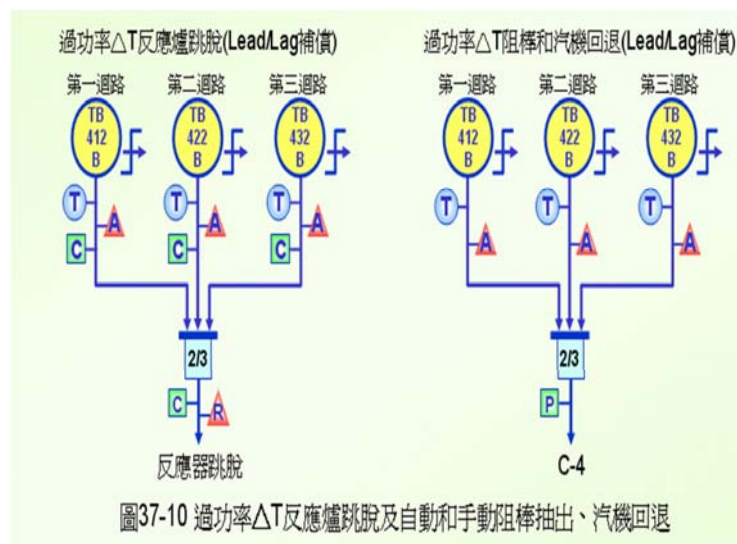 過功率△T反應爐跳脫(Lead/Lag補償)
第一迴路 第二迴路 第三迴路
TB 412 B
TB 422 B
TB 432 B
T T T
A A A
C C C
2/3
C R
反應器跳脫
過功率△T阻棒和汽機回退(Lead/Lag補償)
第一迴路 第二迴路 第三迴路
TB 412 B
TB 422 B
TB 432 B
T T T
A A A
2/3
P
C-4
圖37-10 過功率△T反應爐跳脫及自動和手動阻棒抽出、汽機回退